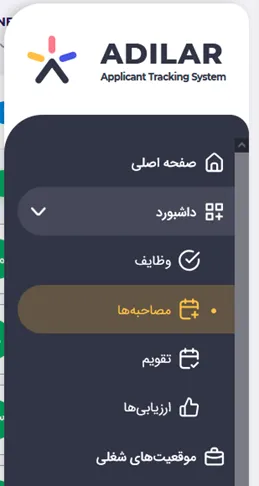 ADILAR
Applicant Tracking System
صفحه اصلی
داشبورد
وظایف
مصاحبه‌ها
تقویم
ارزیابی‌ها
موقعیت‌های شغلی